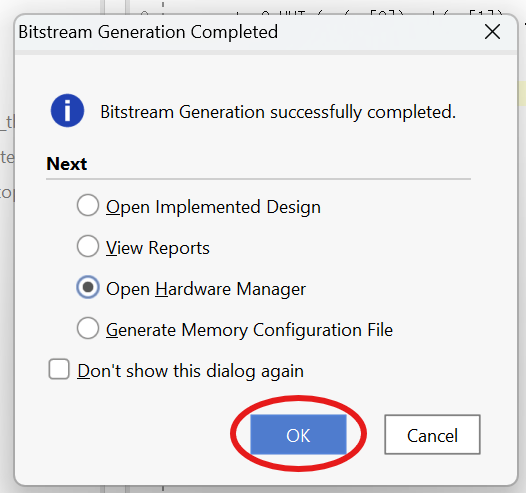 Bitstream Generation Completed
Bitstream Generation successfully completed.
Next
Open Implemented Design
View Reports
Open Hardware Manager
Generate Memory Configuration File
Don't show this dialog again
OK
Cancel